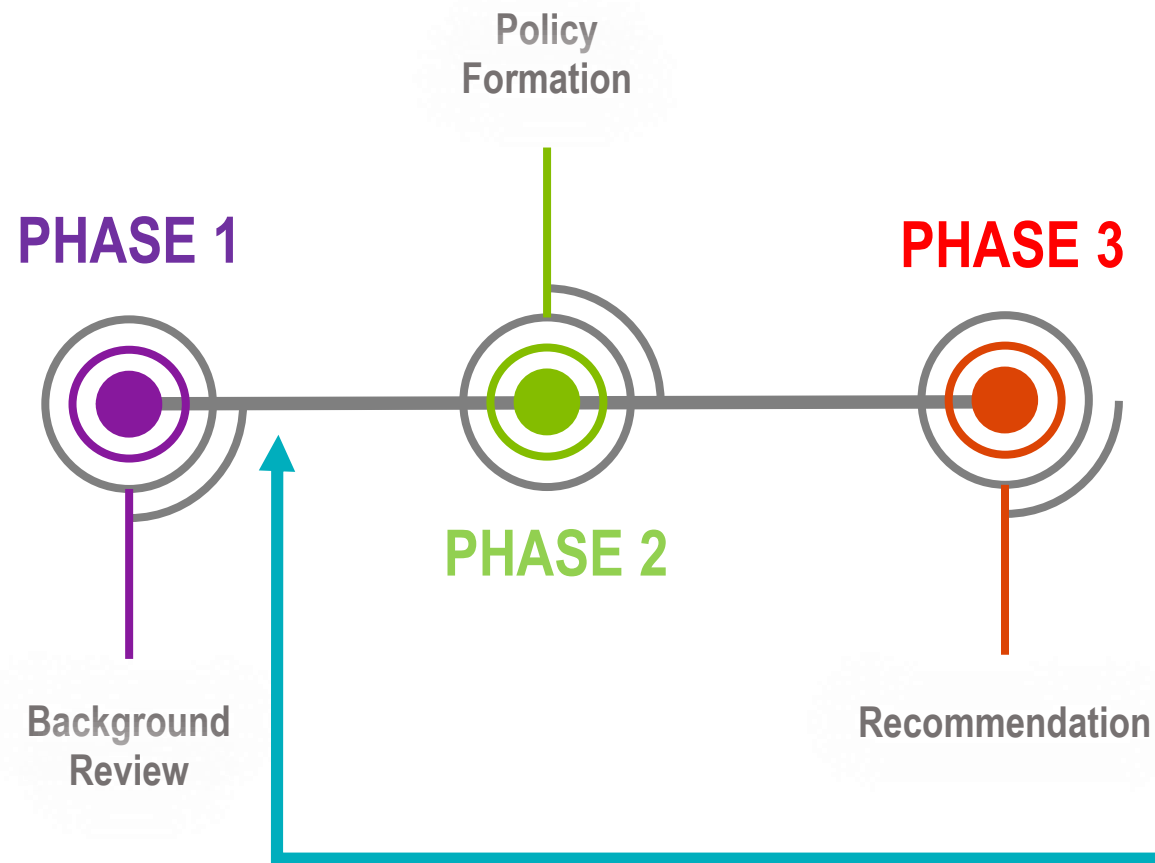 Policy
Formation
PHASE 1
PHASE 3
PHASE 2
Background
Review
Recommendation